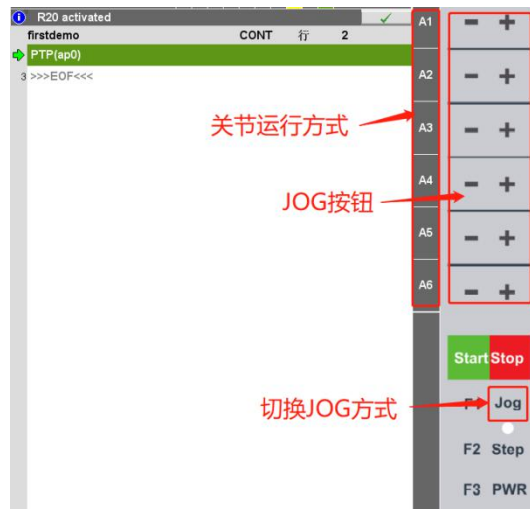 R20 activated
firstdemo CONT 行 2
PTP(ap0)
3 >>>EOF<<<
A1 - +
A2 - +
关节运行方式
A3 - +
A4 - +
JOG按钮
A5 - +
A6 - +
Start Stop
切换JOG方式
Jog
F2 Step
F3 PWR